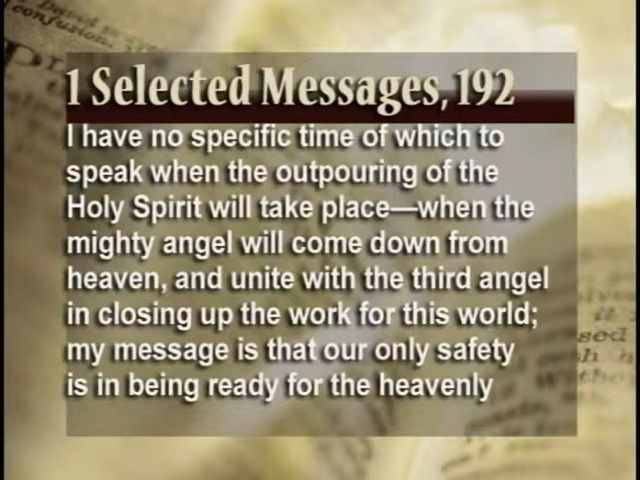 1 Selected Messages, 192
I have no specific time of which to
speak when the outpouring of the
Holy Spirit will take place—when the
mighty angel will come down from
heaven, and unite with the third angel
in closing up the work for this world;
my message is that our only safety
is in being ready for the heavenly
confusion.